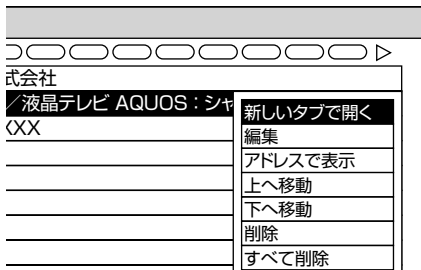 式会社
／液晶テレビ AQUOS：シャ
XXX
新しいタブで開く
編集
アドレスで表示
上へ移動
下へ移動
削除
すべて削除